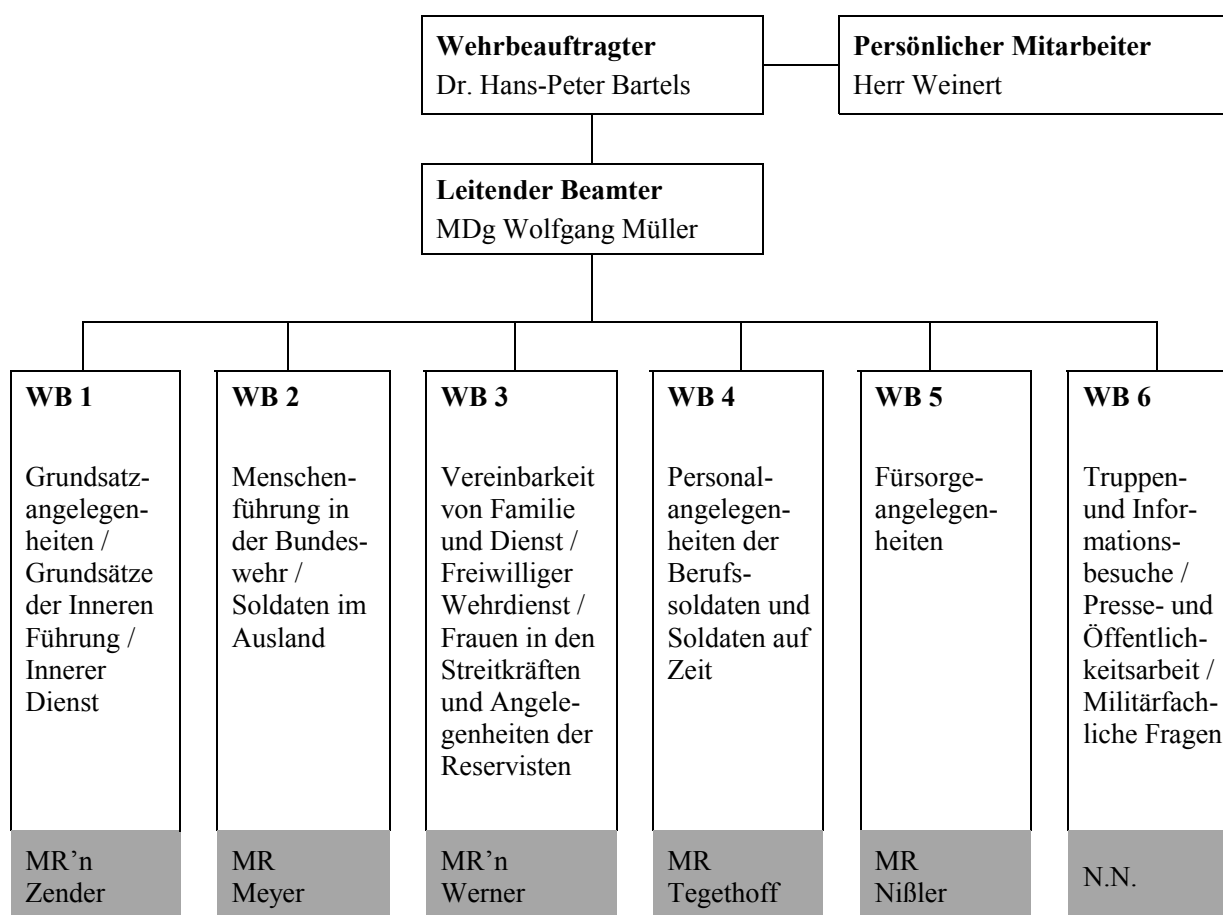 Wehrbeauftragter
Dr. Hans-Peter Bartels
Persönlicher Mitarbeiter
Herr Weinert
Leitender Beamter
MDg Wolfgang Müller
WB 1
Grundsatz-
angelegen-
heiten /
Grundsätze
der Inneren
Führung /
Innerer
Dienst
MR’n
Zender
WB 2
Menschen-
führung in
der Bundes-
wehr /
Soldaten im
Ausland
MR
Meyer
WB 3
Vereinbarkeit
von Familie
und Dienst /
Freiwilliger
Wehrdienst /
Frauen in den
Streitkräften
und Angele-
genheiten der
Reservisten
MR’n
Werner
WB 4
Personal-
angelegen-
heiten der
Berufs-
soldaten und
Soldaten auf
Zeit
MR
Tegethoff
WB 5
Fürsorge-
angelegen-
heiten
MR
Nißler
WB 6
Truppen-
und Infor-
mations-
besuche /
Presse- und
Öffentlich-
keitsarbeit /
Militärfach-
liche Fragen
N.N.